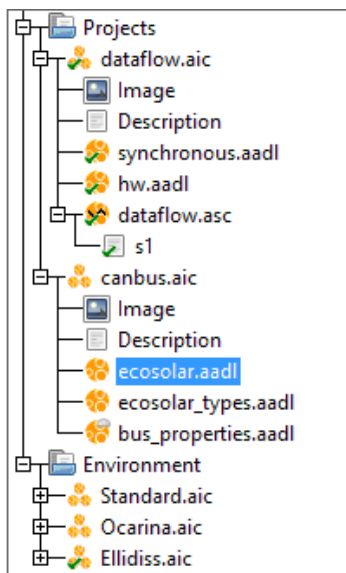 Projects
dataflow.aic
Image
Description
synchronous.aadl
hw.aadl
dataflow.asc
s1
canbus.aic
Image
Description
ecosolar.aadl
ecosolar_types.aadl
bus_properties.aadl
Environment
Standard.aic
Ocarina.aic
Ellidiss.aic